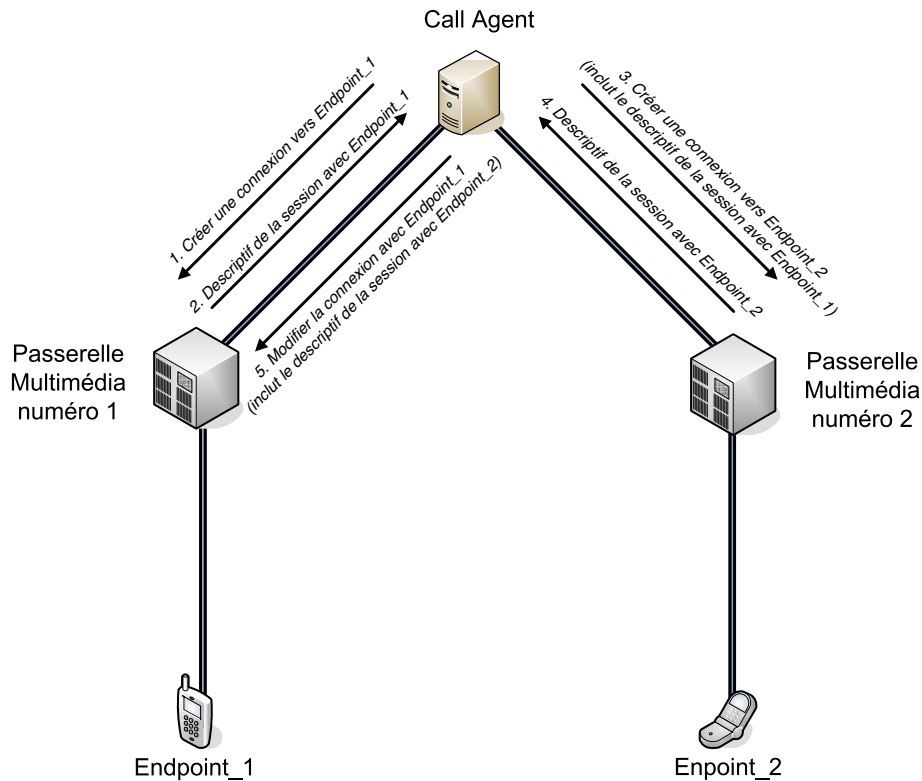 Call Agent
1. Créer une connexion vers Endpoint_1
2. Descriptif de la session avec Endpoint_1
3. Créer une connexion vers Endpoint_2
(inclut le descriptif de la session avec Endpoint_1)
4. Descriptif de la session avec Endpoint_2
5. Modifier la connexion avec Endpoint_1
(inclut le descriptif de la session avec Endpoint_2)
Passerelle
Multimédia
numéro 1
Passerelle
Multimédia
numéro 2
Endpoint_1
Enpoint_2